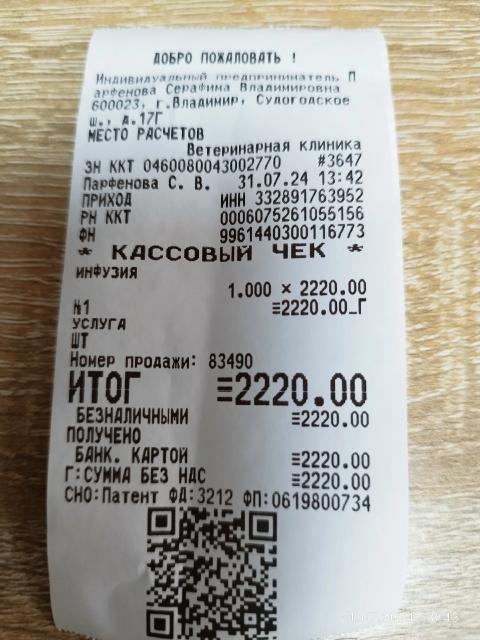 ДОБРО ПОЖАЛОВАТЬ !
Индивидуальный предприниматель П
арфенова Серафима Владимировна
600023, г.Владимир, Судогодское
ш., д.17Г
МЕСТО РАСЧЕТОВ
Ветеринарная клиника
ЗН ККТ 0460080043002770 #3647
Парфенова С. В. 31.07.24 13:42
ПРИХОД ИНН 332891763952
РН ККТ 0006075261055156
ФН 9961440300116773
* КАССОВЫЙ ЧЕК *
ИНФУЗИЯ
1.000 × 2220.00
№1 ≡2220.00_Г
УСЛУГА
ШТ
Номер продажи: 83490
ИТОГ ≡2220.00
БЕЗНАЛИЧНЫМИ ≡2220.00
ПОЛУЧЕНО
БАНК. КАРТОЙ ≡2220.00
Г:СУММА БЕЗ НДС ≡2220.00
СНО:Патент ФД:3212 ФП:0619800734